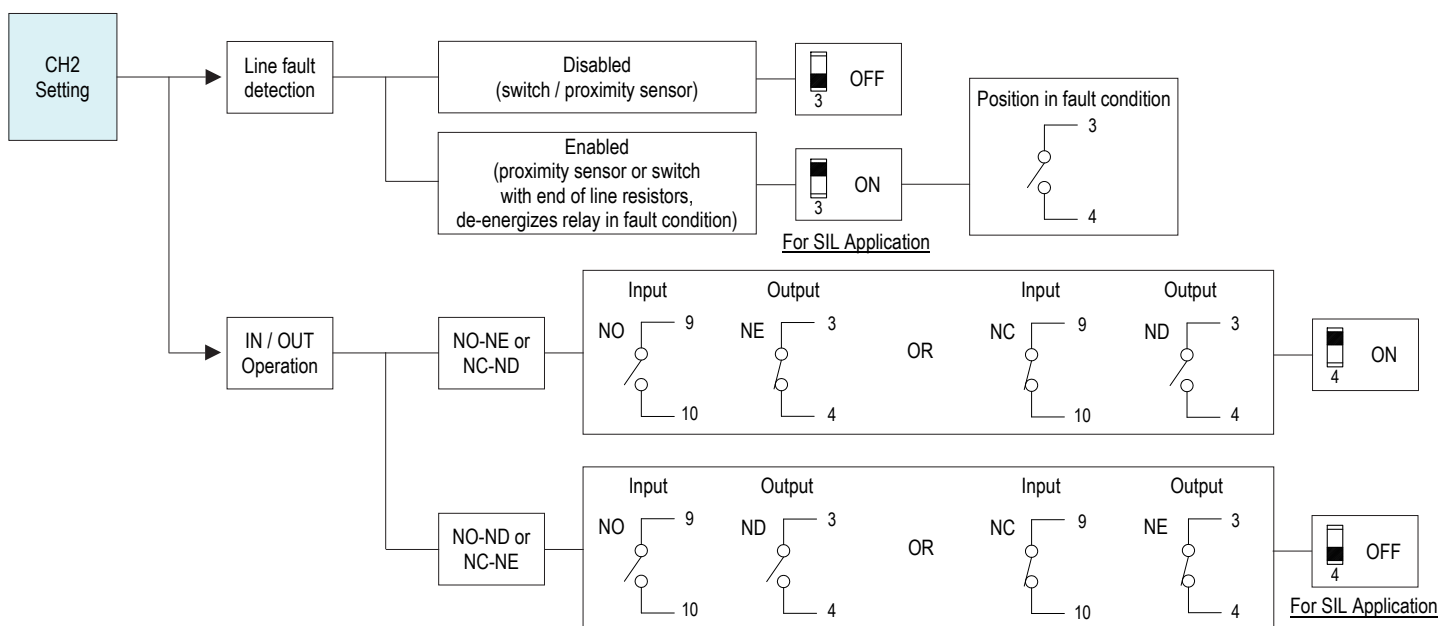 CH2
Setting
Line fault
detection
Disabled
(switch / proximity sensor)
3
OFF
Enabled
(proximity sensor or switch
with end of line resistors,
de-energizes relay in fault condition)
3
ON
For SIL Application
Position in fault condition
3
4
IN / OUT
Operation
NO-NE or
NC-ND
Input
Output
NO
9
10
NE
3
4
OR
Input
Output
NC
9
10
ND
3
4
4
ON
NO-ND or
NC-NE
Input
Output
NO
9
10
ND
3
4
OR
Input
Output
NC
9
10
NE
3
4
4
OFF
For SIL Application